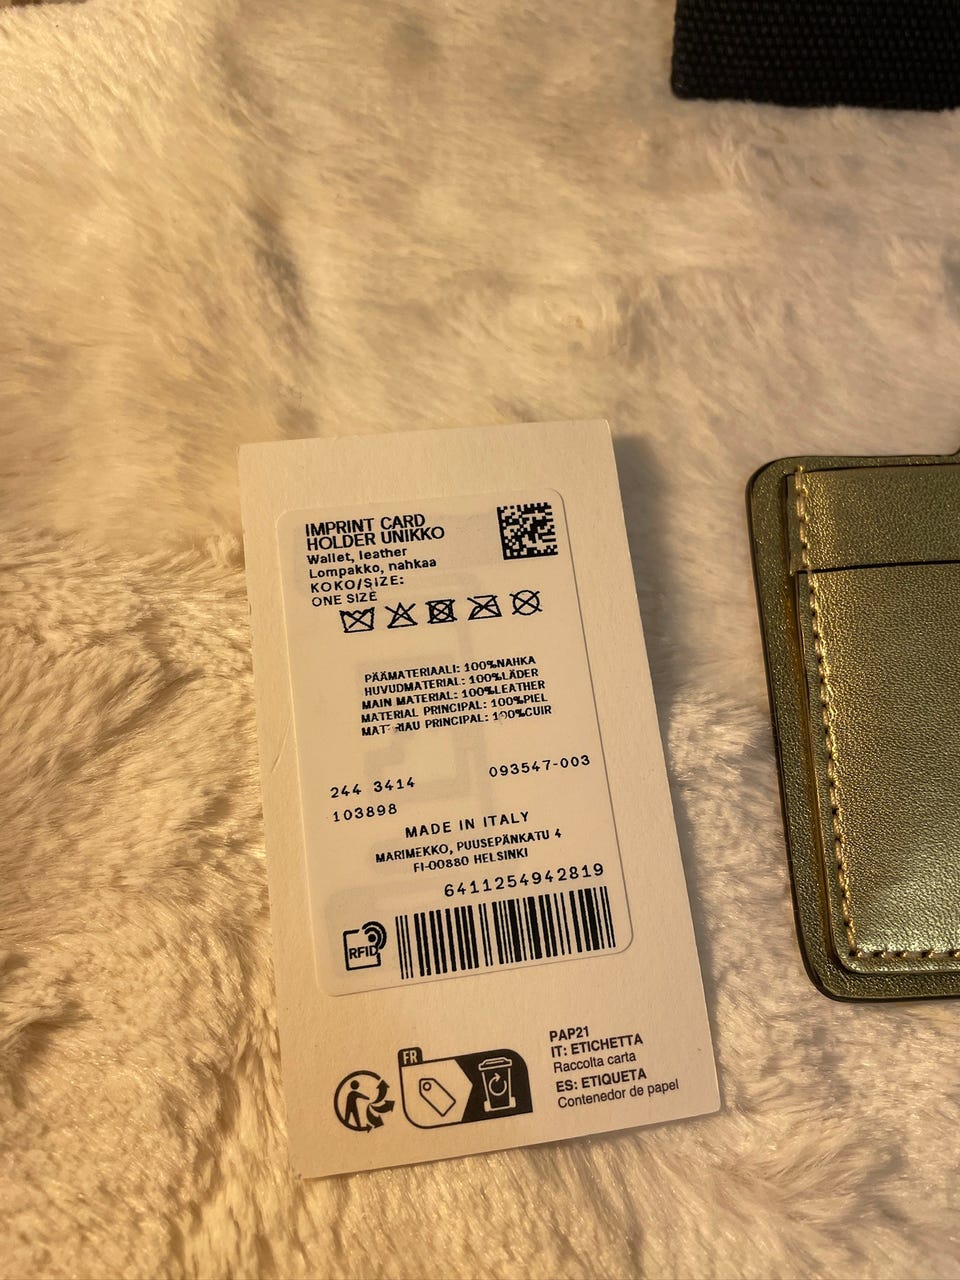 IMPRINT CARD
HOLDER UNIKKO
Wallet, leather
Lompakko, nahkaa
KOKO/SIZE:
ONE SIZE
PÄÄMATERIAALI: 100%NAHKA
HUVUDMATERIAL: 100%LÄDER
MAIN MATERIAL: 100%LEATHER
MATERIAL PRINCIPAL: 100%PIEL
MATERIAU PRINCIPAL: 100%CUIR
244 3414 093547-003
103898
MADE IN ITALY
MARIMEKKO, PUUSEPÄNKATU 4
FI-00880 HELSINKI
6411254942819
RFID
FR
PAP21
IT: ETICHETTA
Raccolta carta
ES: ETIQUETA
Contenedor de papel